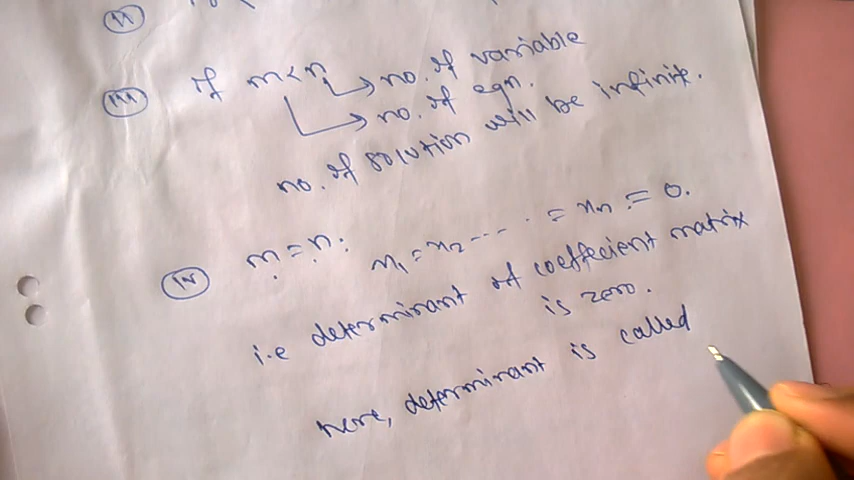 (ii)
(iii) If m < n → no. of variable
→ no. of eqn.
no. of solution will be infinite.
(iv) m = n: x1 = x2 --- . = xn = 0.
i.e determinant of coeffecient matrix
is zero.
here, determinant is called